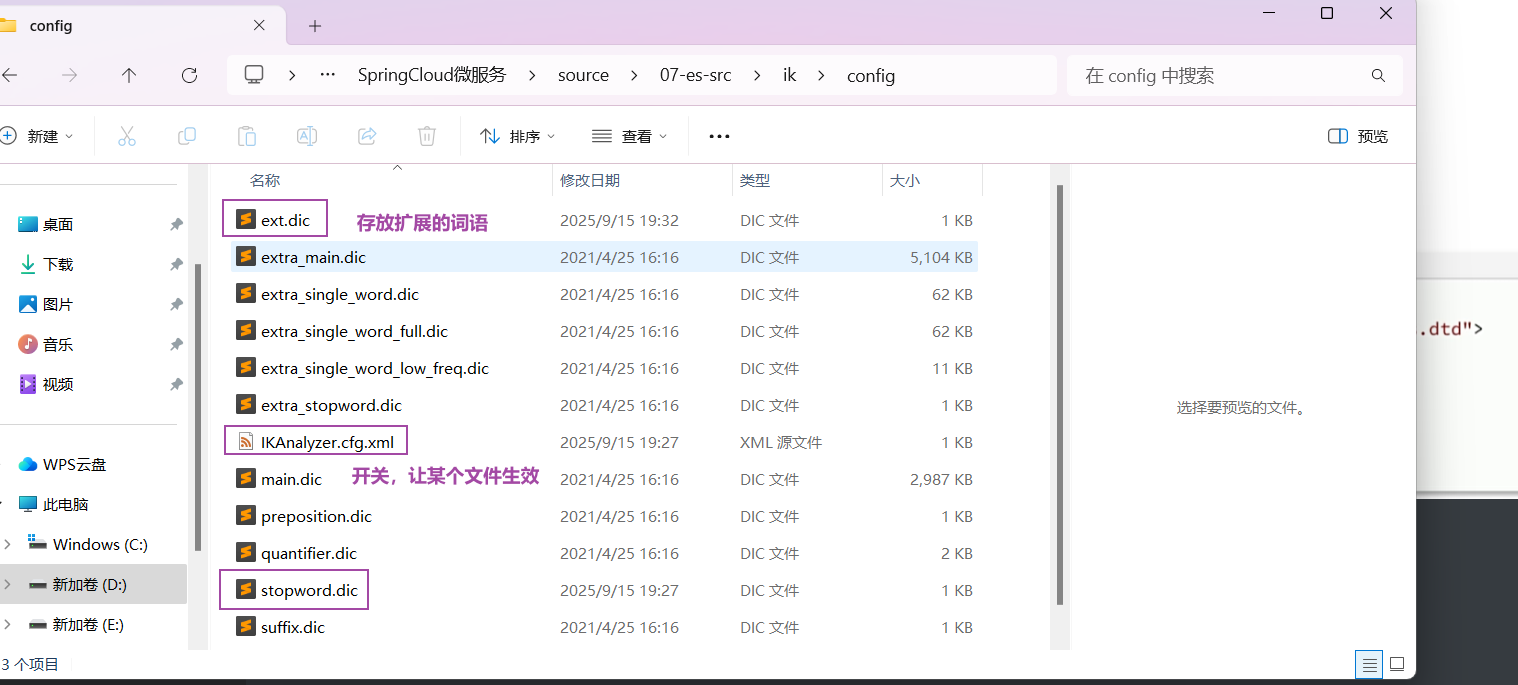 config
SpringCloud微服务 source 07-es-src ik config 在 config 中搜索
新建 排序 查看 预览
名称 修改日期 类型 大小
ext.dic 存放扩展的词语 2025/9/15 19:32 DIC 文件 1 KB
extra_main.dic 2021/4/25 16:16 DIC 文件 5,104 KB
extra_single_word.dic 2021/4/25 16:16 DIC 文件 62 KB
extra_single_word_full.dic 2021/4/25 16:16 DIC 文件 62 KB
extra_single_word_low_freq.dic 2021/4/25 16:16 DIC 文件 11 KB
extra_stopword.dic 2021/4/25 16:16 DIC 文件 1 KB
IKAnalyzer.cfg.xml 2025/9/15 19:27 XML 源文件 1 KB
main.dic 开关，让某个文件生效 2021/4/25 16:16 DIC 文件 2,987 KB
preposition.dic 2021/4/25 16:16 DIC 文件 1 KB
quantifier.dic 2021/4/25 16:16 DIC 文件 2 KB
stopword.dic 2025/9/15 19:27 DIC 文件 1 KB
suffix.dic 2021/4/25 16:16 DIC 文件 1 KB
桌面
下载
图片
音乐
视频
WPS云盘
此电脑
Windows (C:)
新加卷 (D:)
新加卷 (E:)
选择要预览的文件。
.dtd">
3 个项目